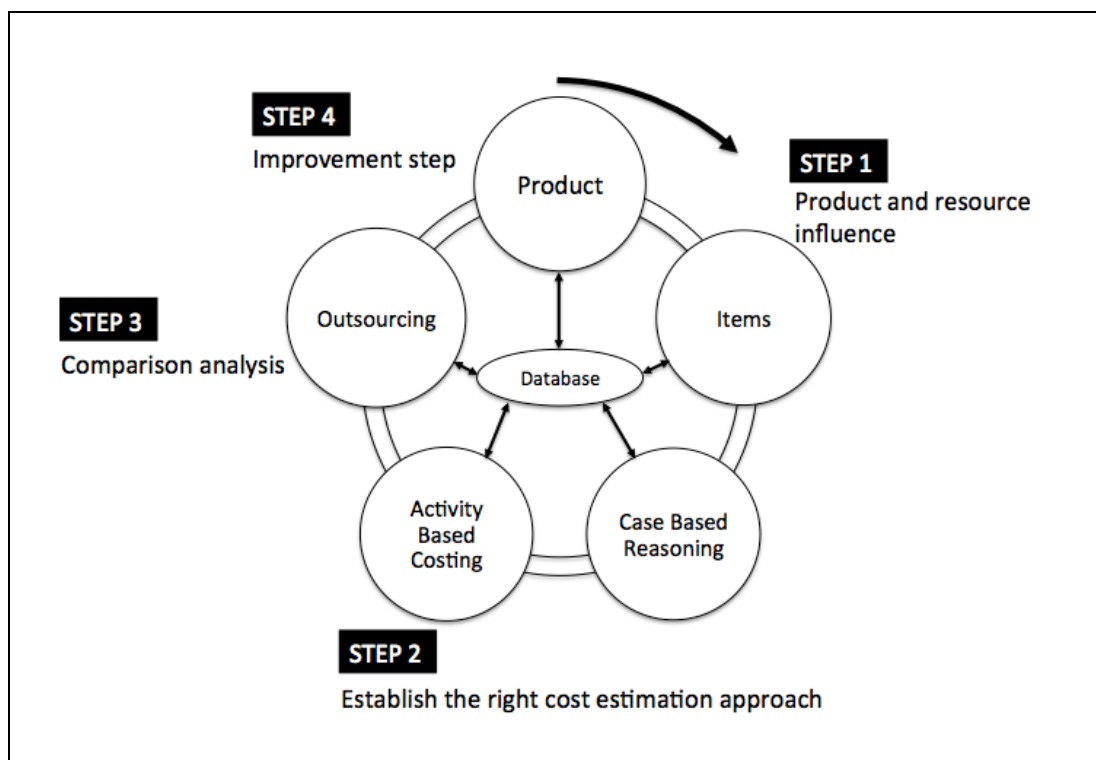 STEP 4
Improvement step
Product
STEP 1
Product and resource
influence
Outsourcing
Items
STEP 3
Comparison analysis
Database
Activity
Based
Costing
Case Based
Reasoning
STEP 2
Establish the right cost estimation approach